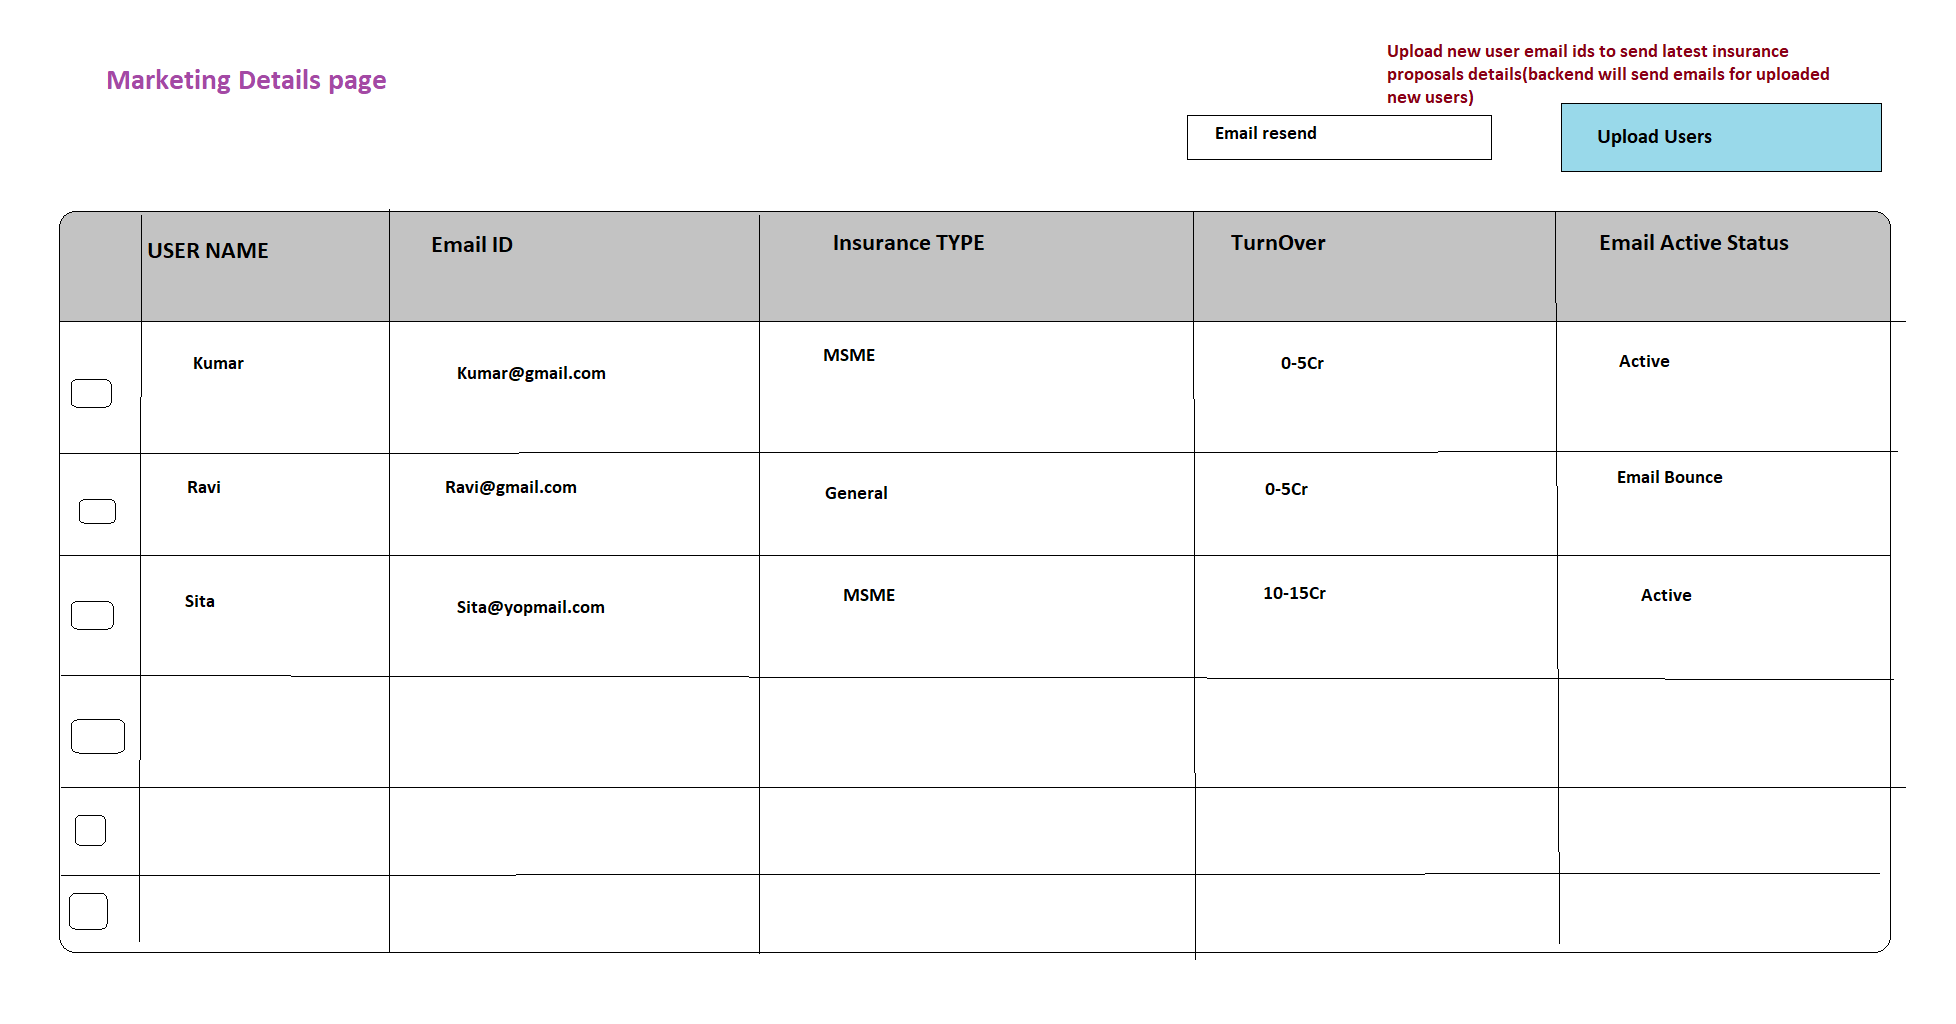 Marketing Details page
Upload new user email ids to send latest insurance
proposals details(backend will send emails for uploaded
new users)
Email resend
Upload Users
USER NAME
Email ID
Insurance TYPE
TurnOver
Email Active Status
Kumar
Kumar@gmail.com
MSME
0-5Cr
Active
Ravi
Ravi@gmail.com
General
0-5Cr
Email Bounce
Sita
Sita@yopmail.com
MSME
10-15Cr
Active